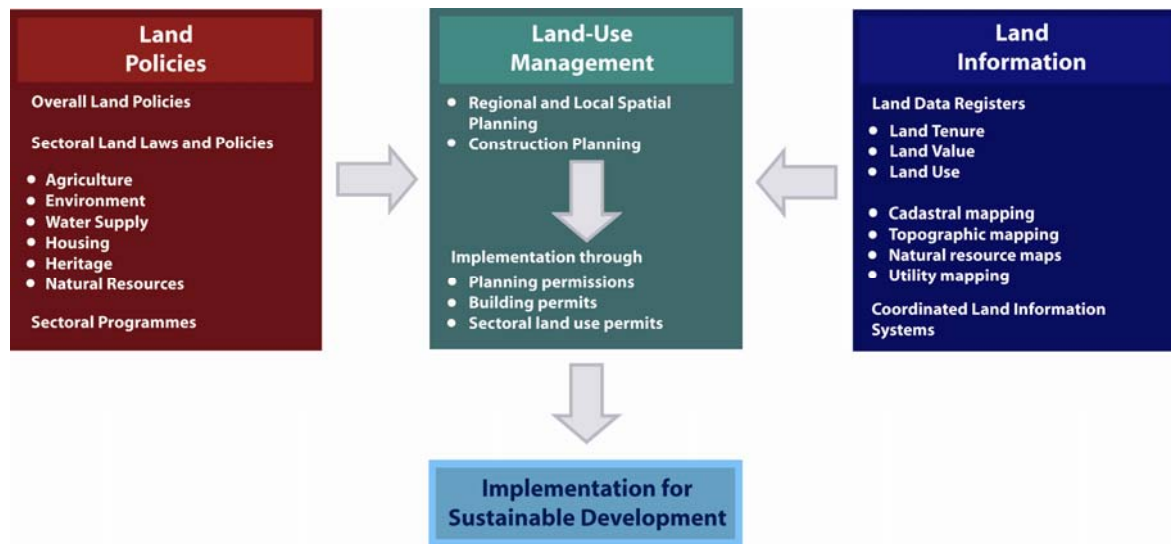 Land
Policies
Overall Land Policies
Sectoral Land Laws and Policies
• Agriculture
• Environment
• Water Supply
• Housing
• Heritage
• Natural Resources
Sectoral Programmes
Land-Use
Management
• Regional and Local Spatial
Planning
• Construction Planning
Implementation through
• Planning permissions
• Building permits
• Sectoral land use permits
Land
Information
Land Data Registers
• Land Tenure
• Land Value
• Land Use
• Cadastral mapping
• Topographic mapping
• Natural resource maps
• Utility mapping
Coordinated Land Information
Systems
Implementation for
Sustainable Development